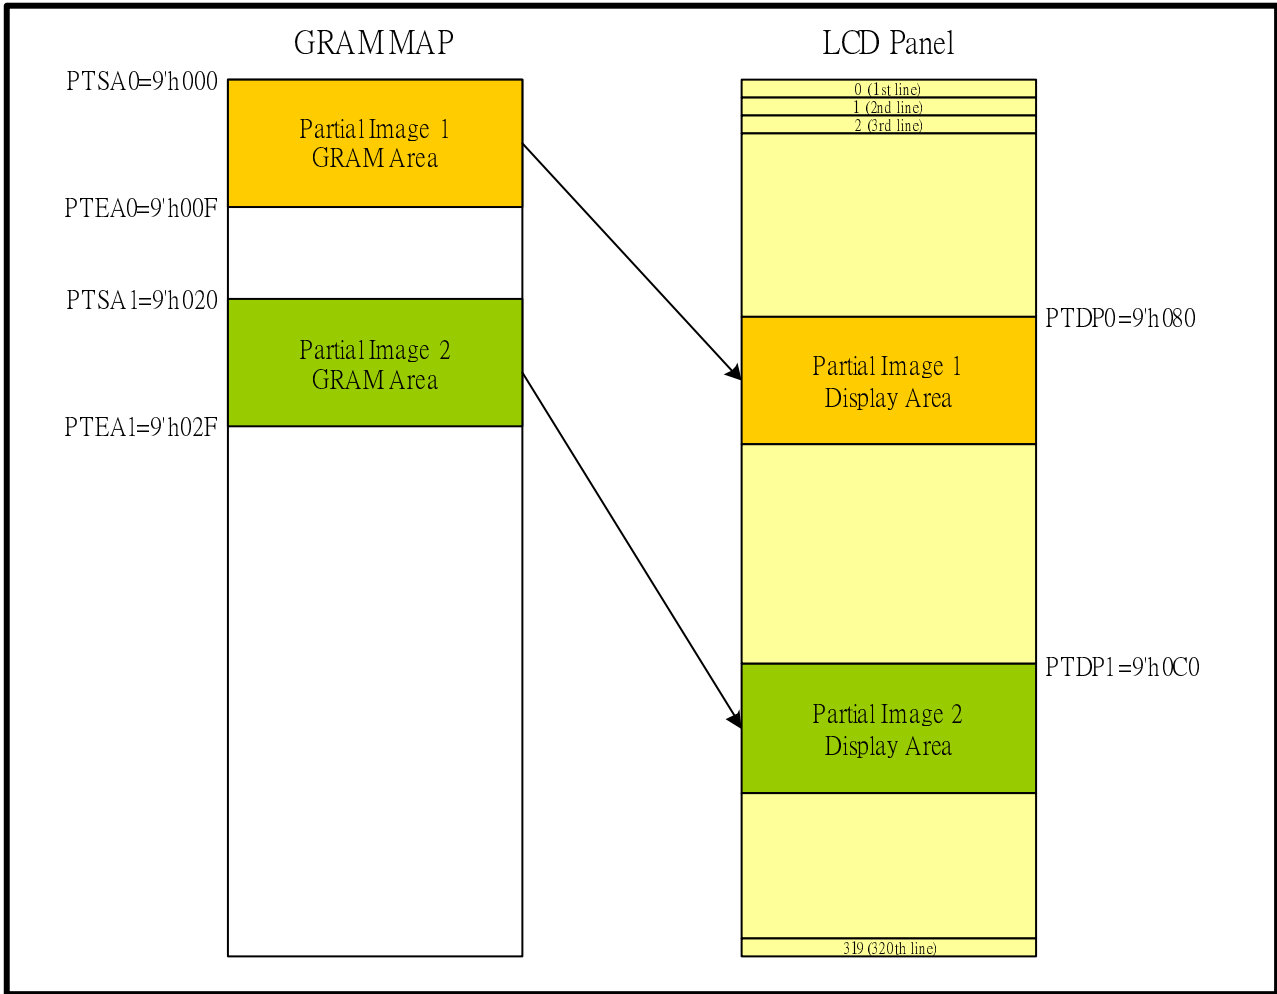 GRAM MAP
LCD Panel
PTSA0=9'h000
Partial Image 1
GRAM Area
PTEA0=9'h00F
PTSA1=9'h020
Partial Image 2
GRAM Area
PTEA1=9'h02F
0 (1st line)
1 (2nd line)
2 (3rd line)
PTDP0=9'h080
Partial Image 1
Display Area
PTDP1=9'h0C0
Partial Image 2
Display Area
319 (320th line)